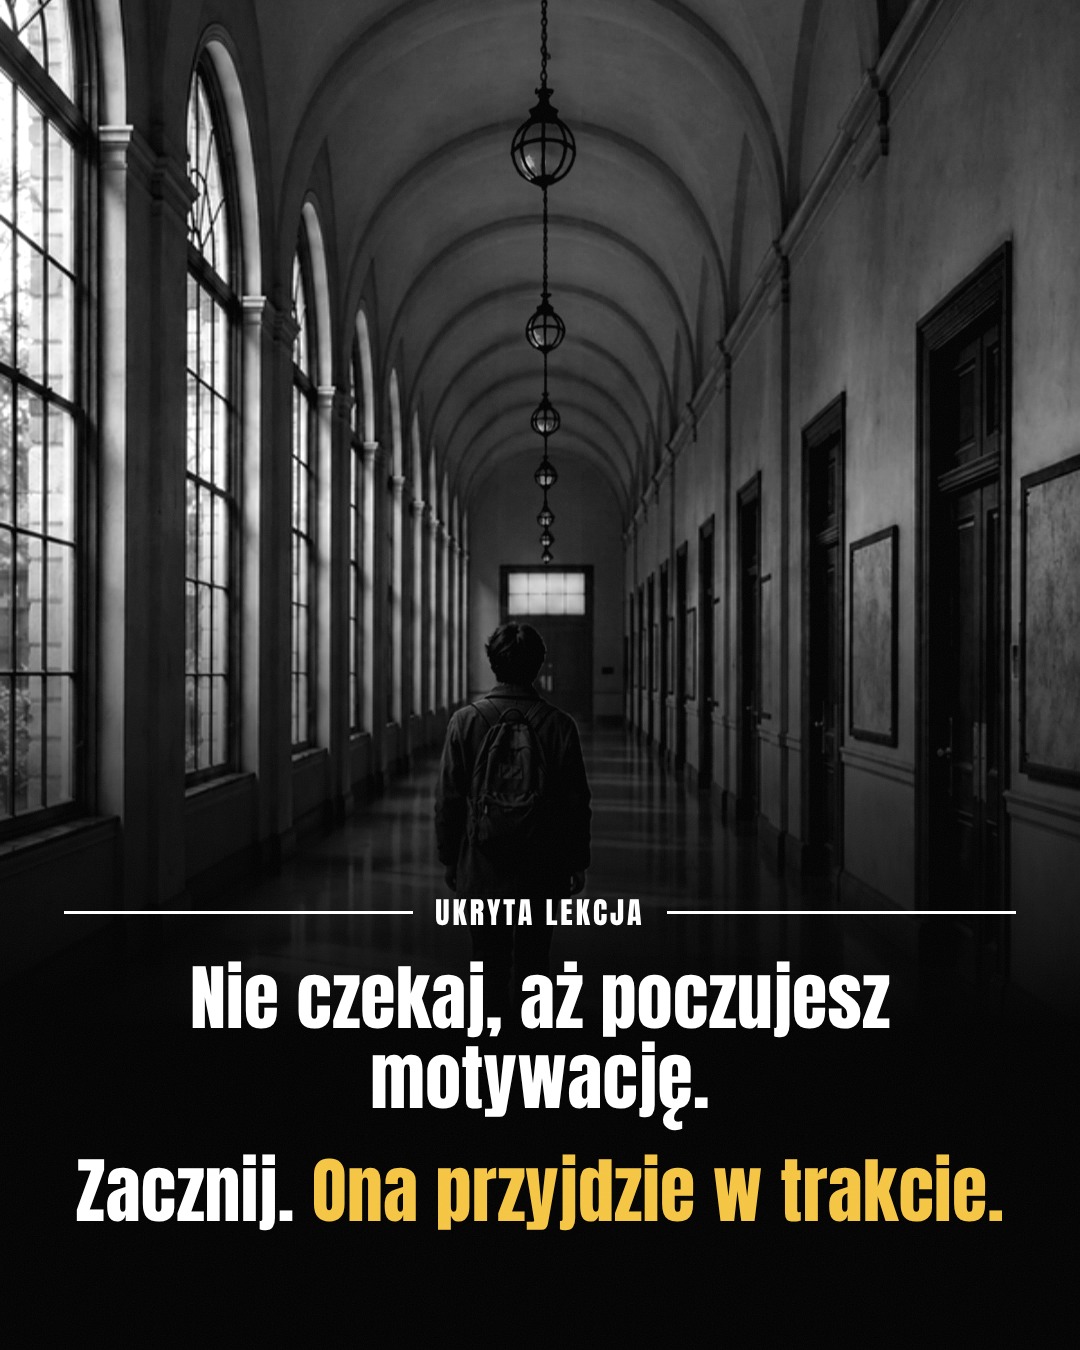 UKRYTA LEKCJA
Nie czekaj, aż poczujesz
motywację.
Zacznij. Ona przyjdzie w trakcie.